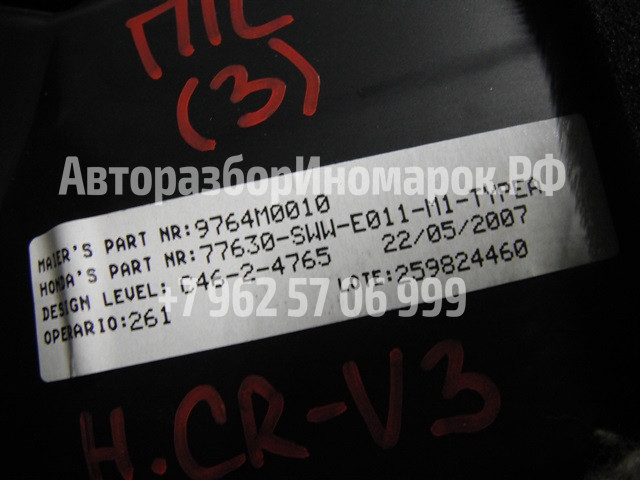 ППС
(3)
АвторазборИномарок.РФ
MAIER'S PART NR:9764M0010
HONDA'S PART NR:77630-SWW-E011-M1-TYPEA
DESIGN LEVEL: C46-2-4765 22/05/2007
+7 962 57 06 999
OPERARIO:261 LOTE:259824460
H.CR-V3